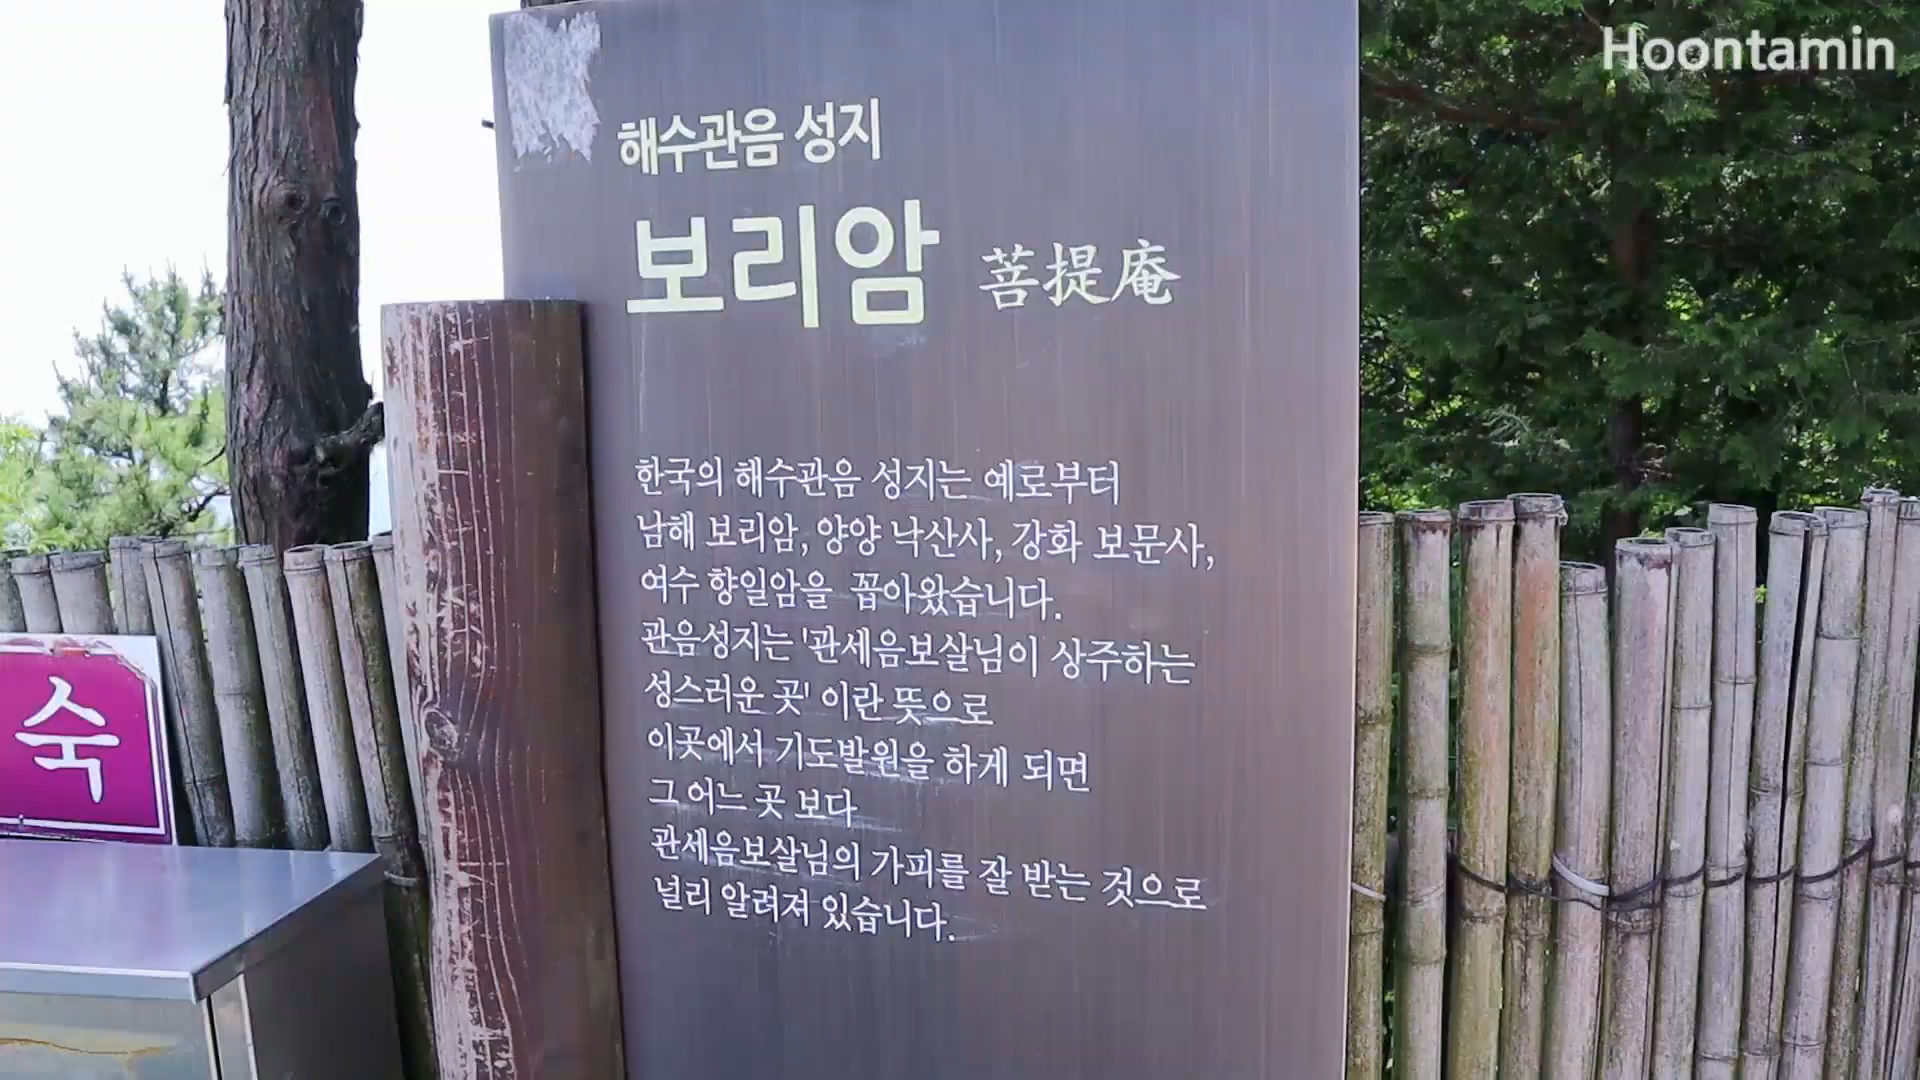 Hoontamin
해수관음 성지
보리암 菩提庵
한국의 해수관음 성지는 예로부터
남해 보리암, 양양 낙산사, 강화 보문사,
여수 향일암을 꼽아왔습니다.
관음성지는 '관세음보살님이 상주하는
성스러운 곳' 이란 뜻으로
이곳에서 기도발원을 하게 되면
그 어느 곳 보다
관세음보살님의 가피를 잘 받는 것으로
널리 알려져 있습니다.
숙